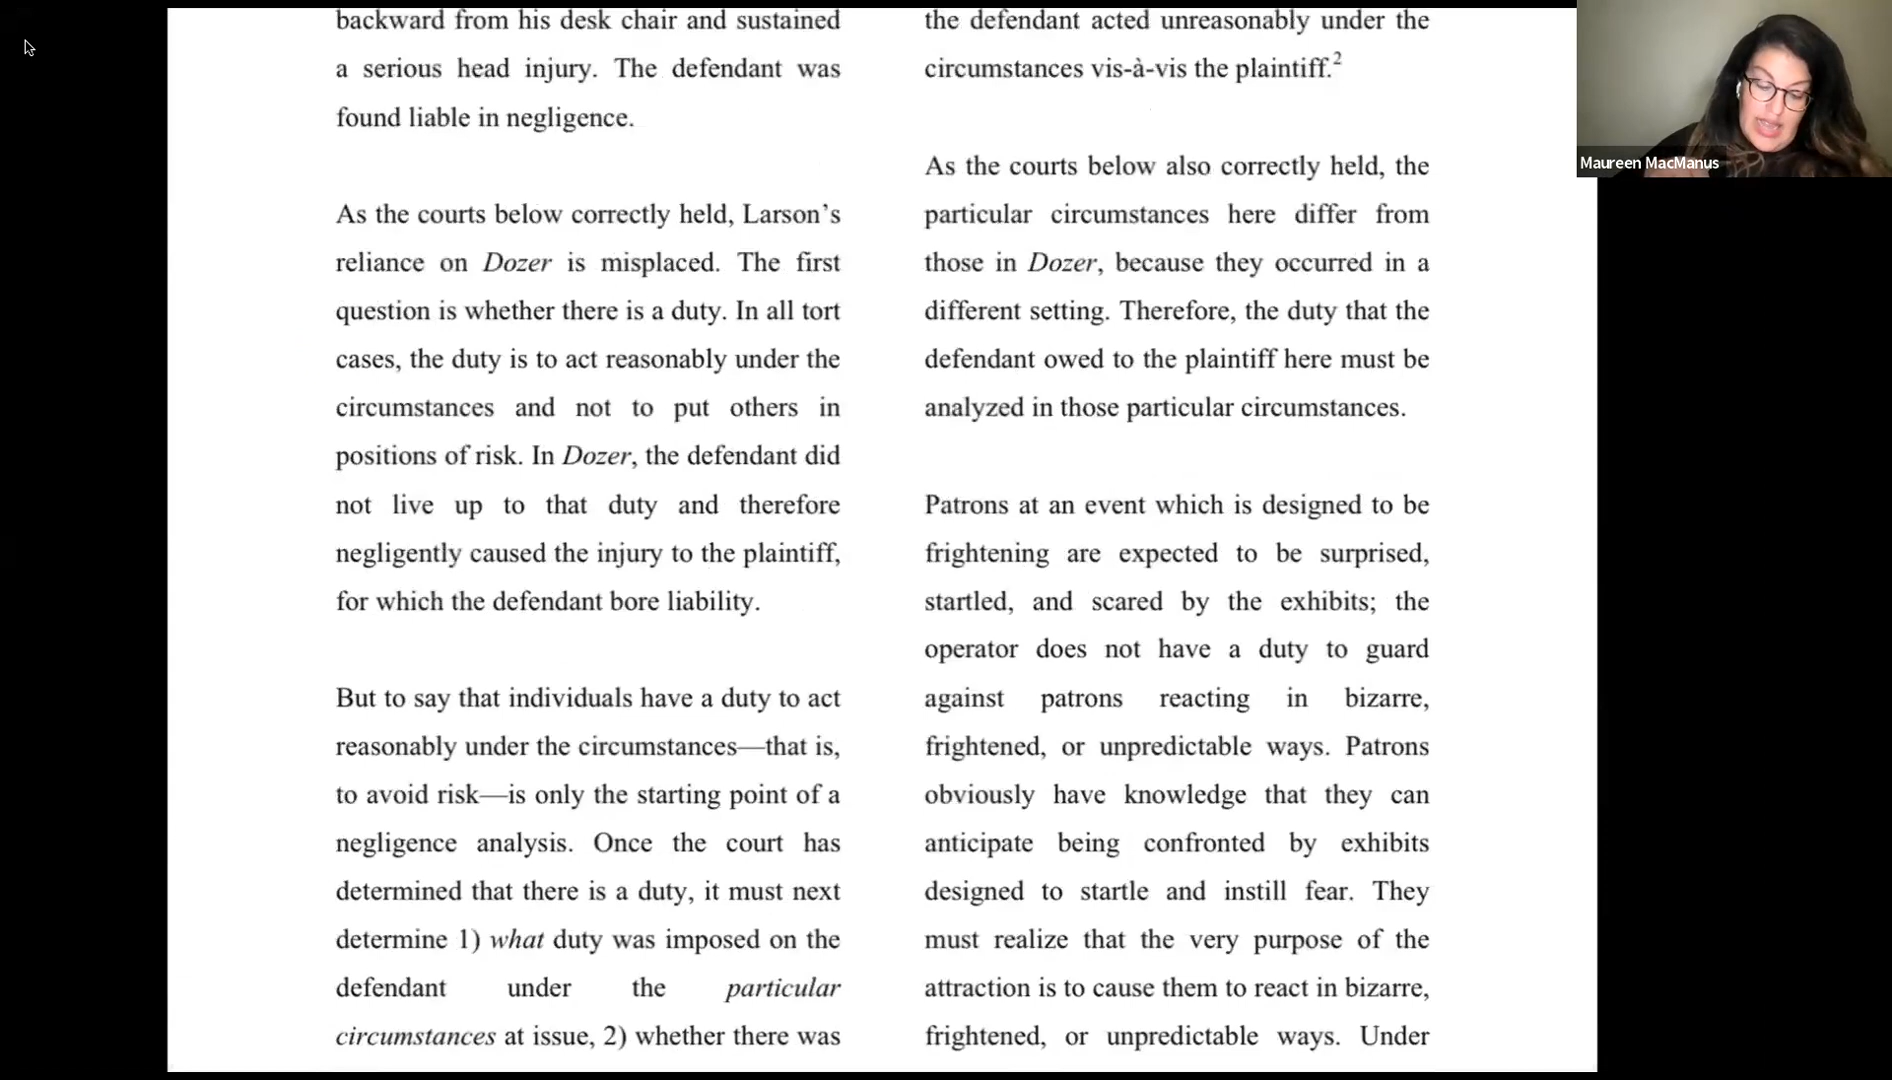 backward from his desk chair and sustained
a serious head injury. The defendant was
found liable in negligence.
As the courts below correctly held, Larson’s
reliance on Dozer is misplaced. The first
question is whether there is a duty. In all tort
cases, the duty is to act reasonably under the
circumstances and not to put others in
positions of risk. In Dozer, the defendant did
not live up to that duty and therefore
negligently caused the injury to the plaintiff,
for which the defendant bore liability.
But to say that individuals have a duty to act
reasonably under the circumstances—that is,
to avoid risk—is only the starting point of a
negligence analysis. Once the court has
determined that there is a duty, it must next
determine 1) what duty was imposed on the
defendant under the particular
circumstances at issue, 2) whether there was
the defendant acted unreasonably under the
circumstances vis-à-vis the plaintiff.2
As the courts below also correctly held, the
particular circumstances here differ from
those in Dozer, because they occurred in a
different setting. Therefore, the duty that the
defendant owed to the plaintiff here must be
analyzed in those particular circumstances.
Patrons at an event which is designed to be
frightening are expected to be surprised,
startled, and scared by the exhibits; the
operator does not have a duty to guard
against patrons reacting in bizarre,
frightened, or unpredictable ways. Patrons
obviously have knowledge that they can
anticipate being confronted by exhibits
designed to startle and instill fear. They
must realize that the very purpose of the
attraction is to cause them to react in bizarre,
frightened, or unpredictable ways. Under
Maureen MacManus